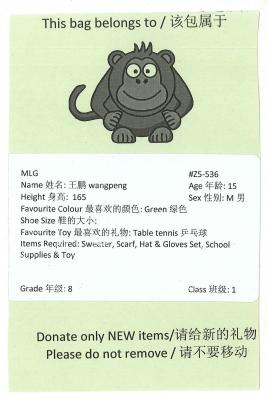 This bag belongs to / 该包属于
MLG #ZS-536
Name 姓名: 王鹏 wangpeng Age 年龄: 15
Height 身高: 165 Sex 性别: M 男
Favourite Colour 最喜欢的颜色: Green 绿色
Shoe Size 鞋的大小:
Favourite Toy 最喜欢的礼物: Table tennis 乒乓球
Items Required: Sweater, Scarf, Hat & Gloves Set, School
Supplies & Toy
Grade 年级: 8 Class 班级: 1
Donate only NEW items/请给新的礼物
Please do not remove / 请不要移动